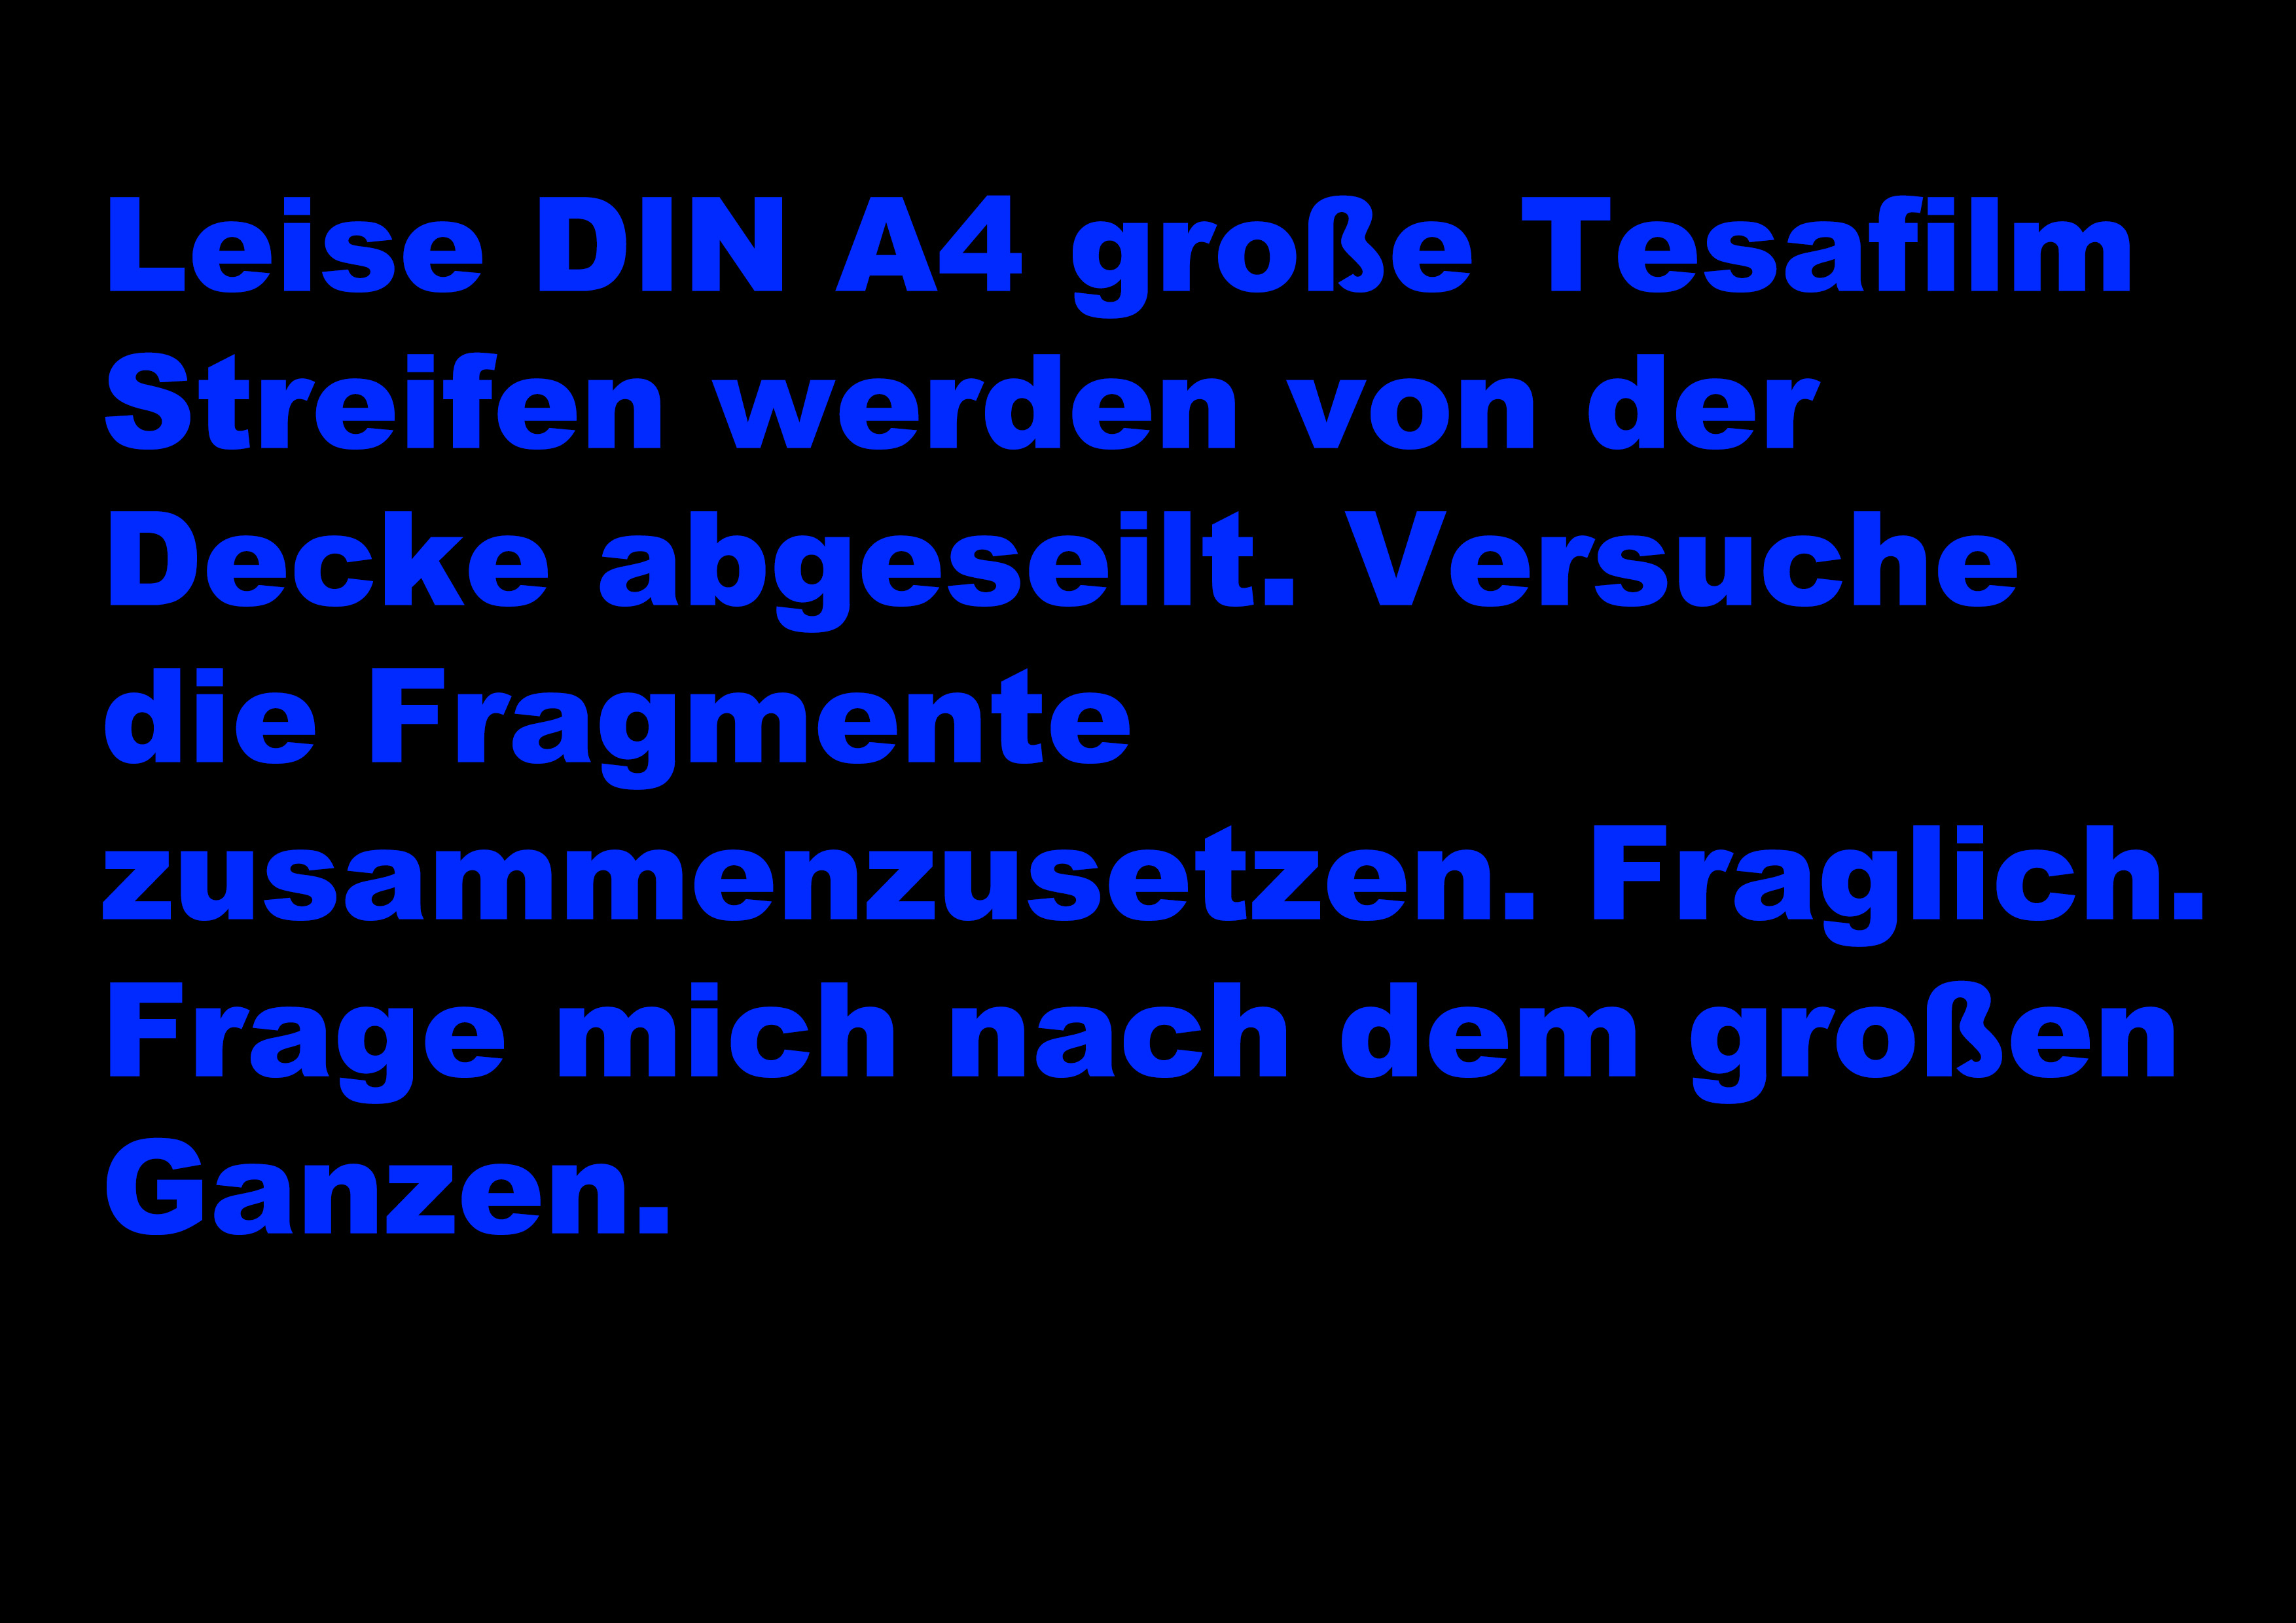 Leise DIN A4 große Tesafilm
Streifen werden von der
Decke abgeseilt. Versuche
die Fragmente
zusammenzusetzen. Fraglich.
Frage mich nach dem großen
Ganzen.